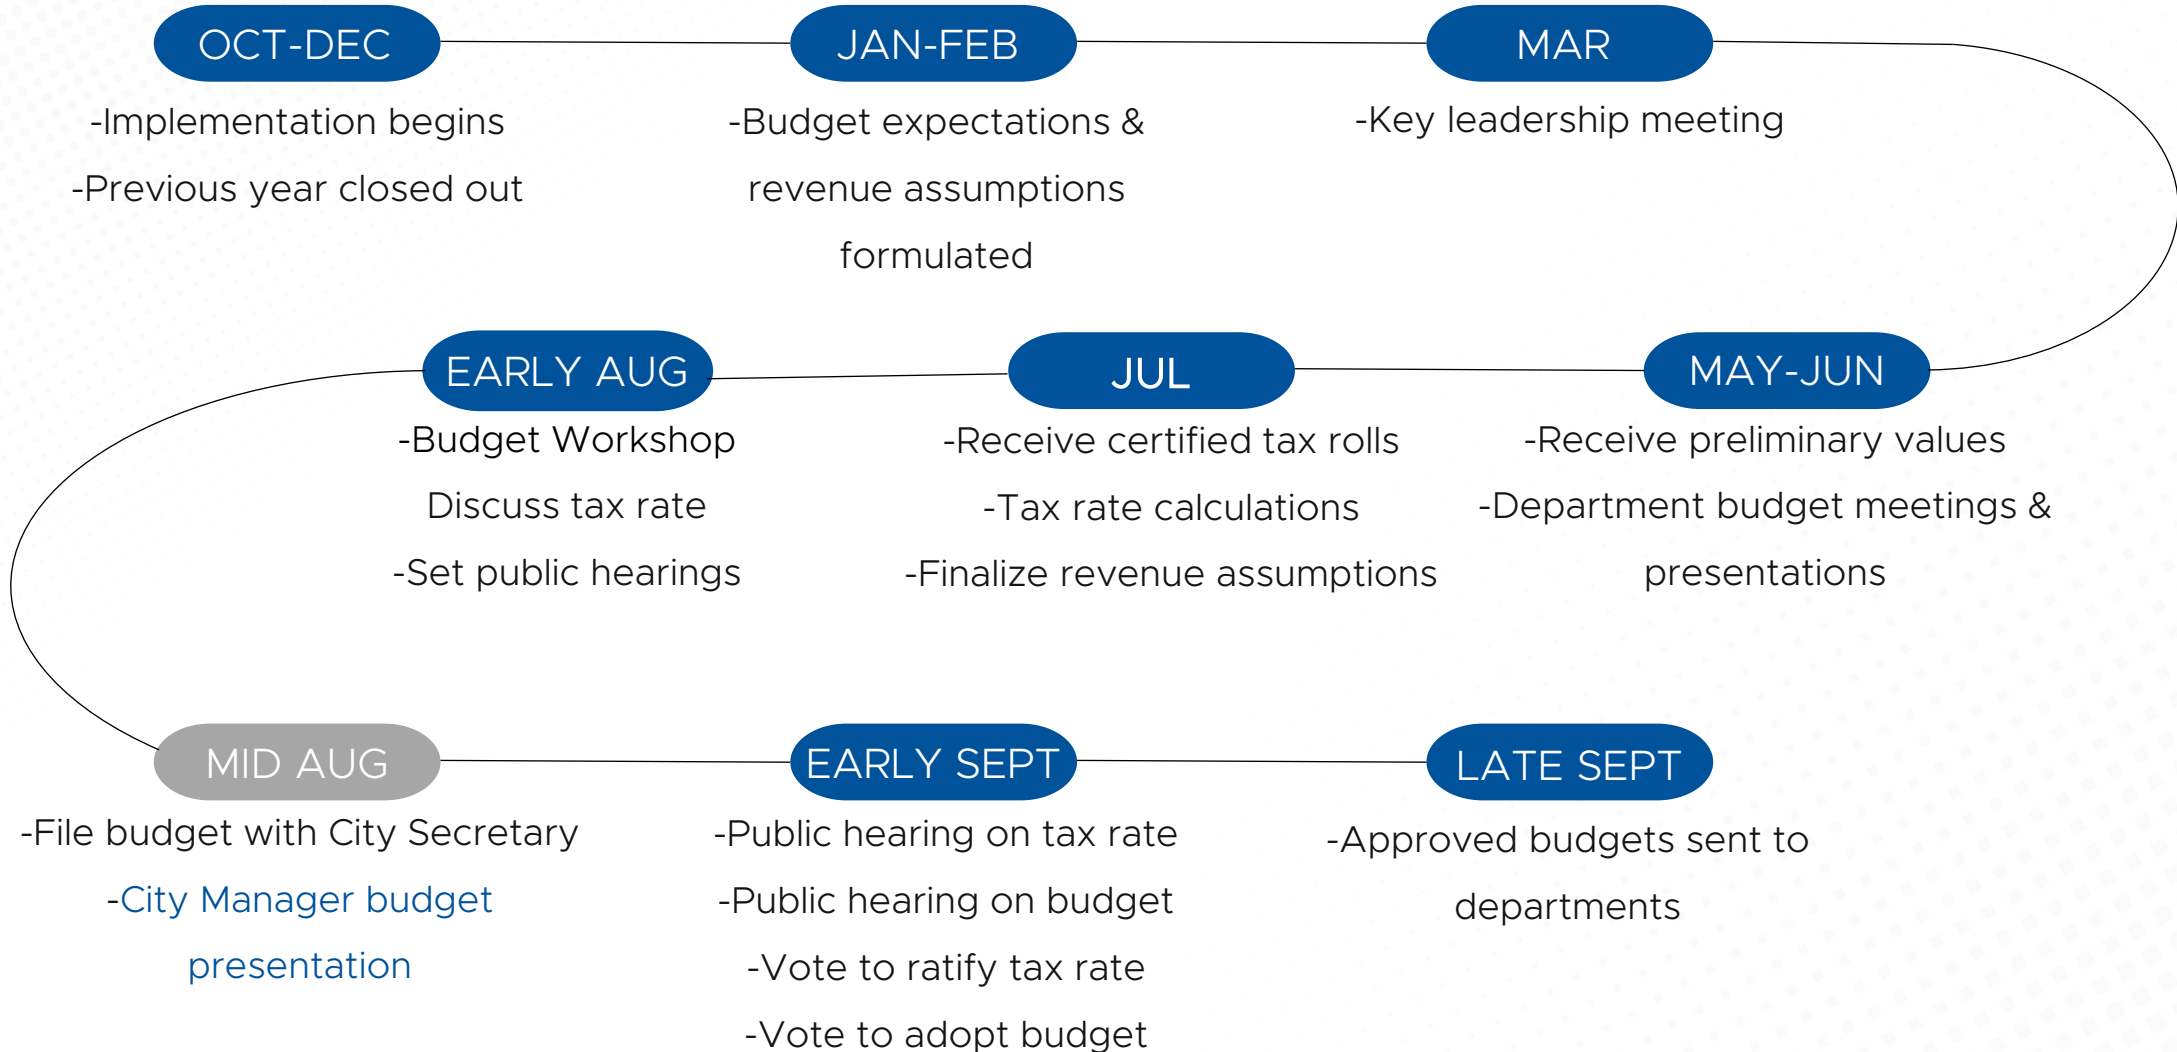 OCT-DEC
-Implementation begins
-Previous year closed out
JAN-FEB
-Budget expectations &
revenue assumptions
formulated
MAR
-Key leadership meeting
MAY-JUN
-Receive preliminary values
-Department budget meetings &
presentations
JUL
-Receive certified tax rolls
-Tax rate calculations
-Finalize revenue assumptions
EARLY AUG
-Budget Workshop
Discuss tax rate
-Set public hearings
MID AUG
-File budget with City Secretary
-City Manager budget
presentation
EARLY SEPT
-Public hearing on tax rate
-Public hearing on budget
-Vote to ratify tax rate
-Vote to adopt budget
LATE SEPT
-Approved budgets sent to
departments